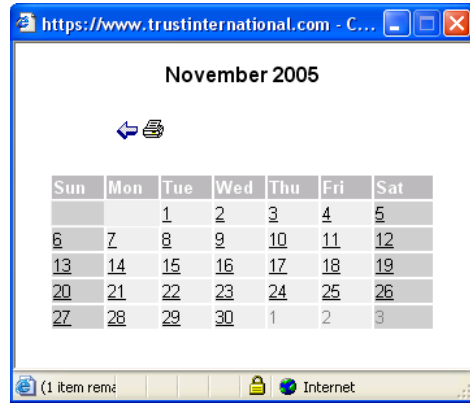 https://www.trustinternational.com - C...
November 2005
Sun Mon Tue Wed Thu Fri Sat
1 2 3 4 5
6 7 8 9 10 11 12
13 14 15 16 17 18 19
20 21 22 23 24 25 26
27 28 29 30 1 2 3
(1 item rema Internet